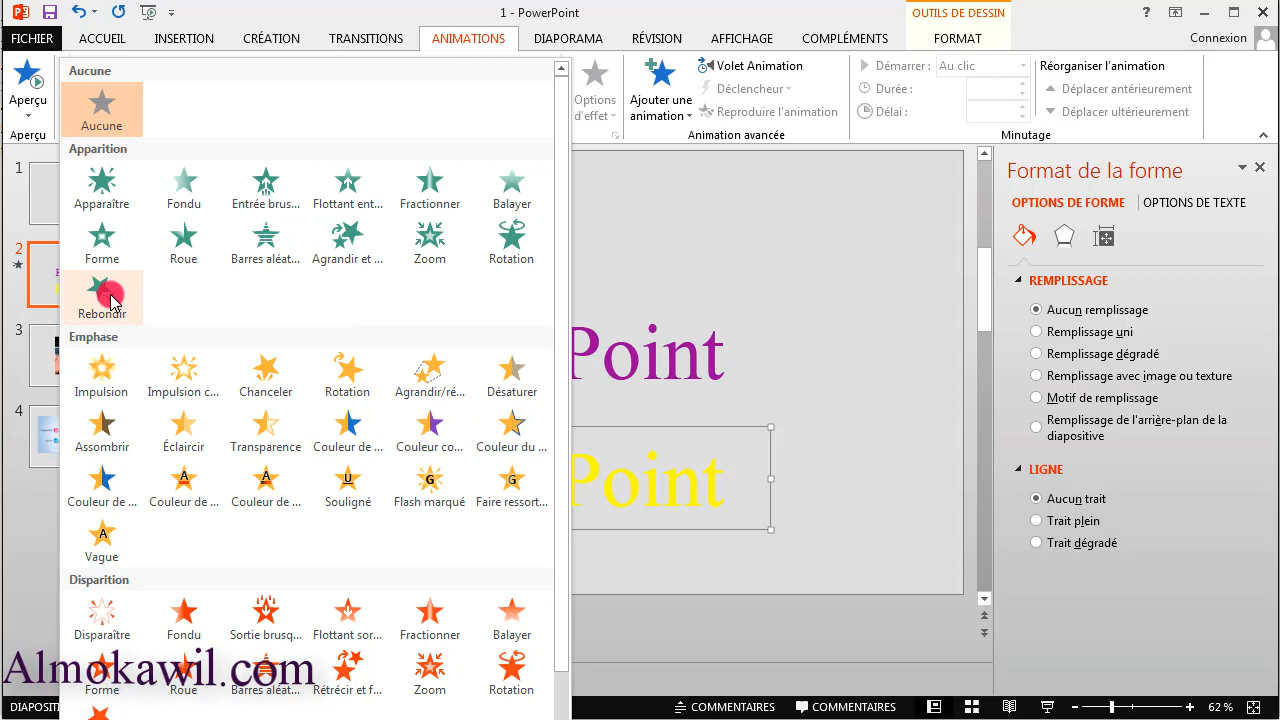 1 - PowerPoint
OUTILS DE DESSIN
?
FICHIER ACCUEIL INSERTION CRÉATION TRANSITIONS ANIMATIONS DIAPORAMA RÉVISION AFFICHAGE COMPLÉMENTS FORMAT Connexion
Aperçu
Aperçu
Options d'effet
Ajouter une animation
Volet Animation
Déclencheur
Reproduire l'animation
Animation avancée
Démarrer : Au clic
Durée :
Délai :
Réorganiser l'animation
Déplacer antérieurement
Déplacer ultérieurement
Minutage
Aucune
Aucune
Apparition
Apparaître Fondu Entrée brus... Flottant ent... Fractionner Balayer
Forme Roue Barres aléat... Agrandir et ... Zoom Rotation
Rebondir
Emphase
Impulsion Impulsion c... Chanceler Rotation Agrandir/ré... Désaturer
Assombrir Éclaircir Transparence Couleur de ... Couleur co... Couleur du ...
Couleur de ... Couleur de ... Couleur de ... Souligné Flash marqué Faire ressort...
Vague
Disparition
Disparaître Fondu Sortie brusq... Flottant sor... Fractionner Balayer
Forme Roue Barres aléat... Rétrécir et f... Zoom Rotation
1
2
3
4
Point
Point
Format de la forme
OPTIONS DE FORME OPTIONS DE TEXTE
REMPLISSAGE
Aucun remplissage
Remplissage uni
Remplissage dégradé
Remplissage avec image ou texture
Motif de remplissage
Remplissage de l'arrière-plan de la
diapositive
LIGNE
Aucun trait
Trait plein
Trait dégradé
Almokawil.com
DIAPOSITI COMMENTAIRES COMMENTAIRES 62 %